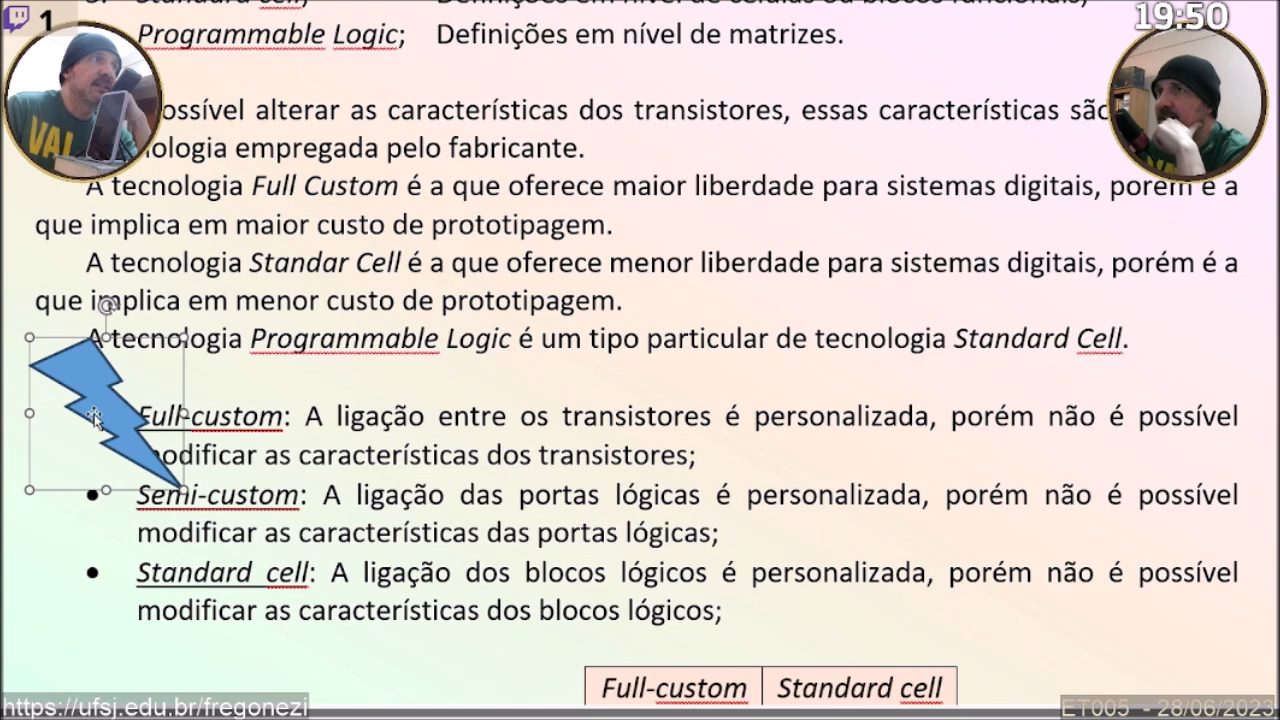 1
19:50
Programmable Logic; Definições em nível de matrizes.
ossível alterar as características dos transistores, essas características são
ologia empregada pelo fabricante.
A tecnologia Full Custom é a que oferece maior liberdade para sistemas digitais, porém é a
que implica em maior custo de prototipagem.
A tecnologia Standar Cell é a que oferece menor liberdade para sistemas digitais, porém é a
que implica em menor custo de prototipagem.
A tecnologia Programmable Logic é um tipo particular de tecnologia Standard Cell.
Full-custom: A ligação entre os transistores é personalizada, porém não é possível
modificar as características dos transistores;
• Semi-custom: A ligação das portas lógicas é personalizada, porém não é possível
modificar as características das portas lógicas;
• Standard cell: A ligação dos blocos lógicos é personalizada, porém não é possível
modificar as características dos blocos lógicos;
Full-custom Standard cell
https://ufsj.edu.br/fregonezi
ET005 - 28/06/2023